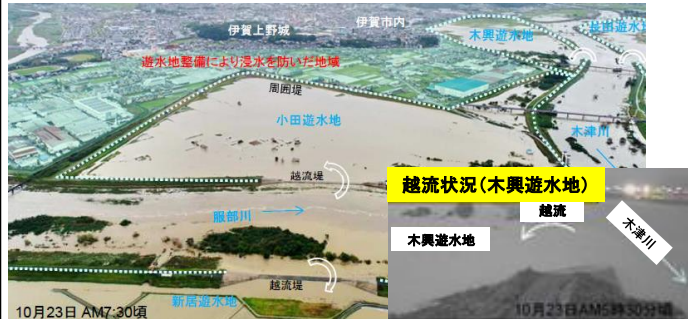 伊賀上野城
伊賀市内
木興遊水地
長田遊水地
遊水地整備により浸水を防いだ地域
周囲堤
小田遊水地
木津川
越流堤
服部川
越流堤
新居遊水地
10月23日 AM7:30頃
越流状況(木興遊水地)
越流
木興遊水地
木津川
10月23日AM5時30分頃